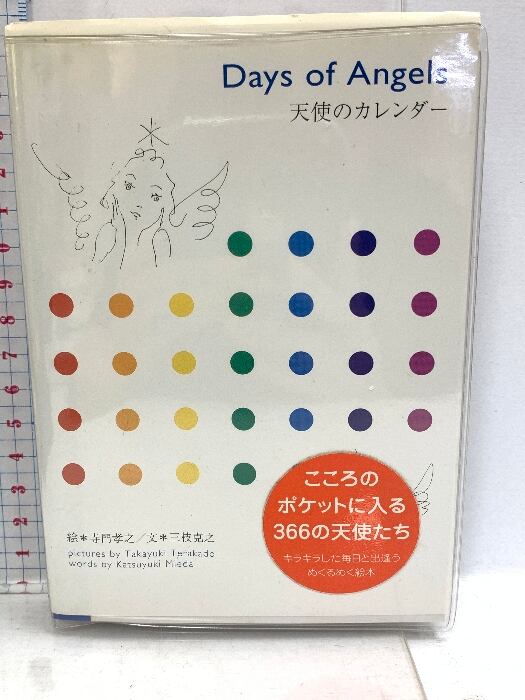 Days of Angels
天使のカレンダー
絵＊寺門孝之／文＊三枝克之
pictures by Takayuki Terakado
words by Katsuyuki Mieda
こころの
ポケットに入る
366の天使たち
キラキラした毎日と出逢う
めくるめく絵本